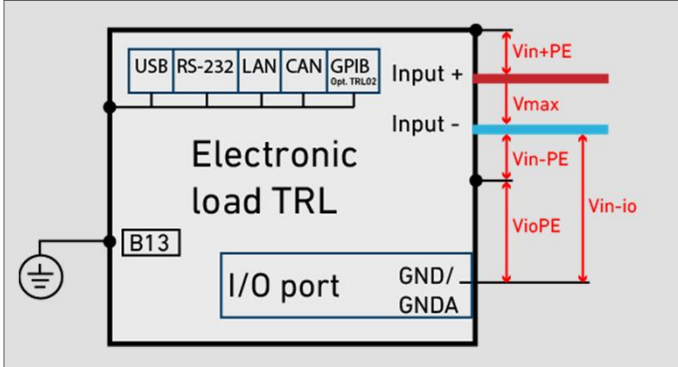 Vin+PE
USB RS-232 LAN CAN GPIB
Opt. TRL02
Input +
Vmax
Input -
Electronic
load TRL
Vin-PE
Vin-io
VioPE
B13
I/O port
GND/
GNDA